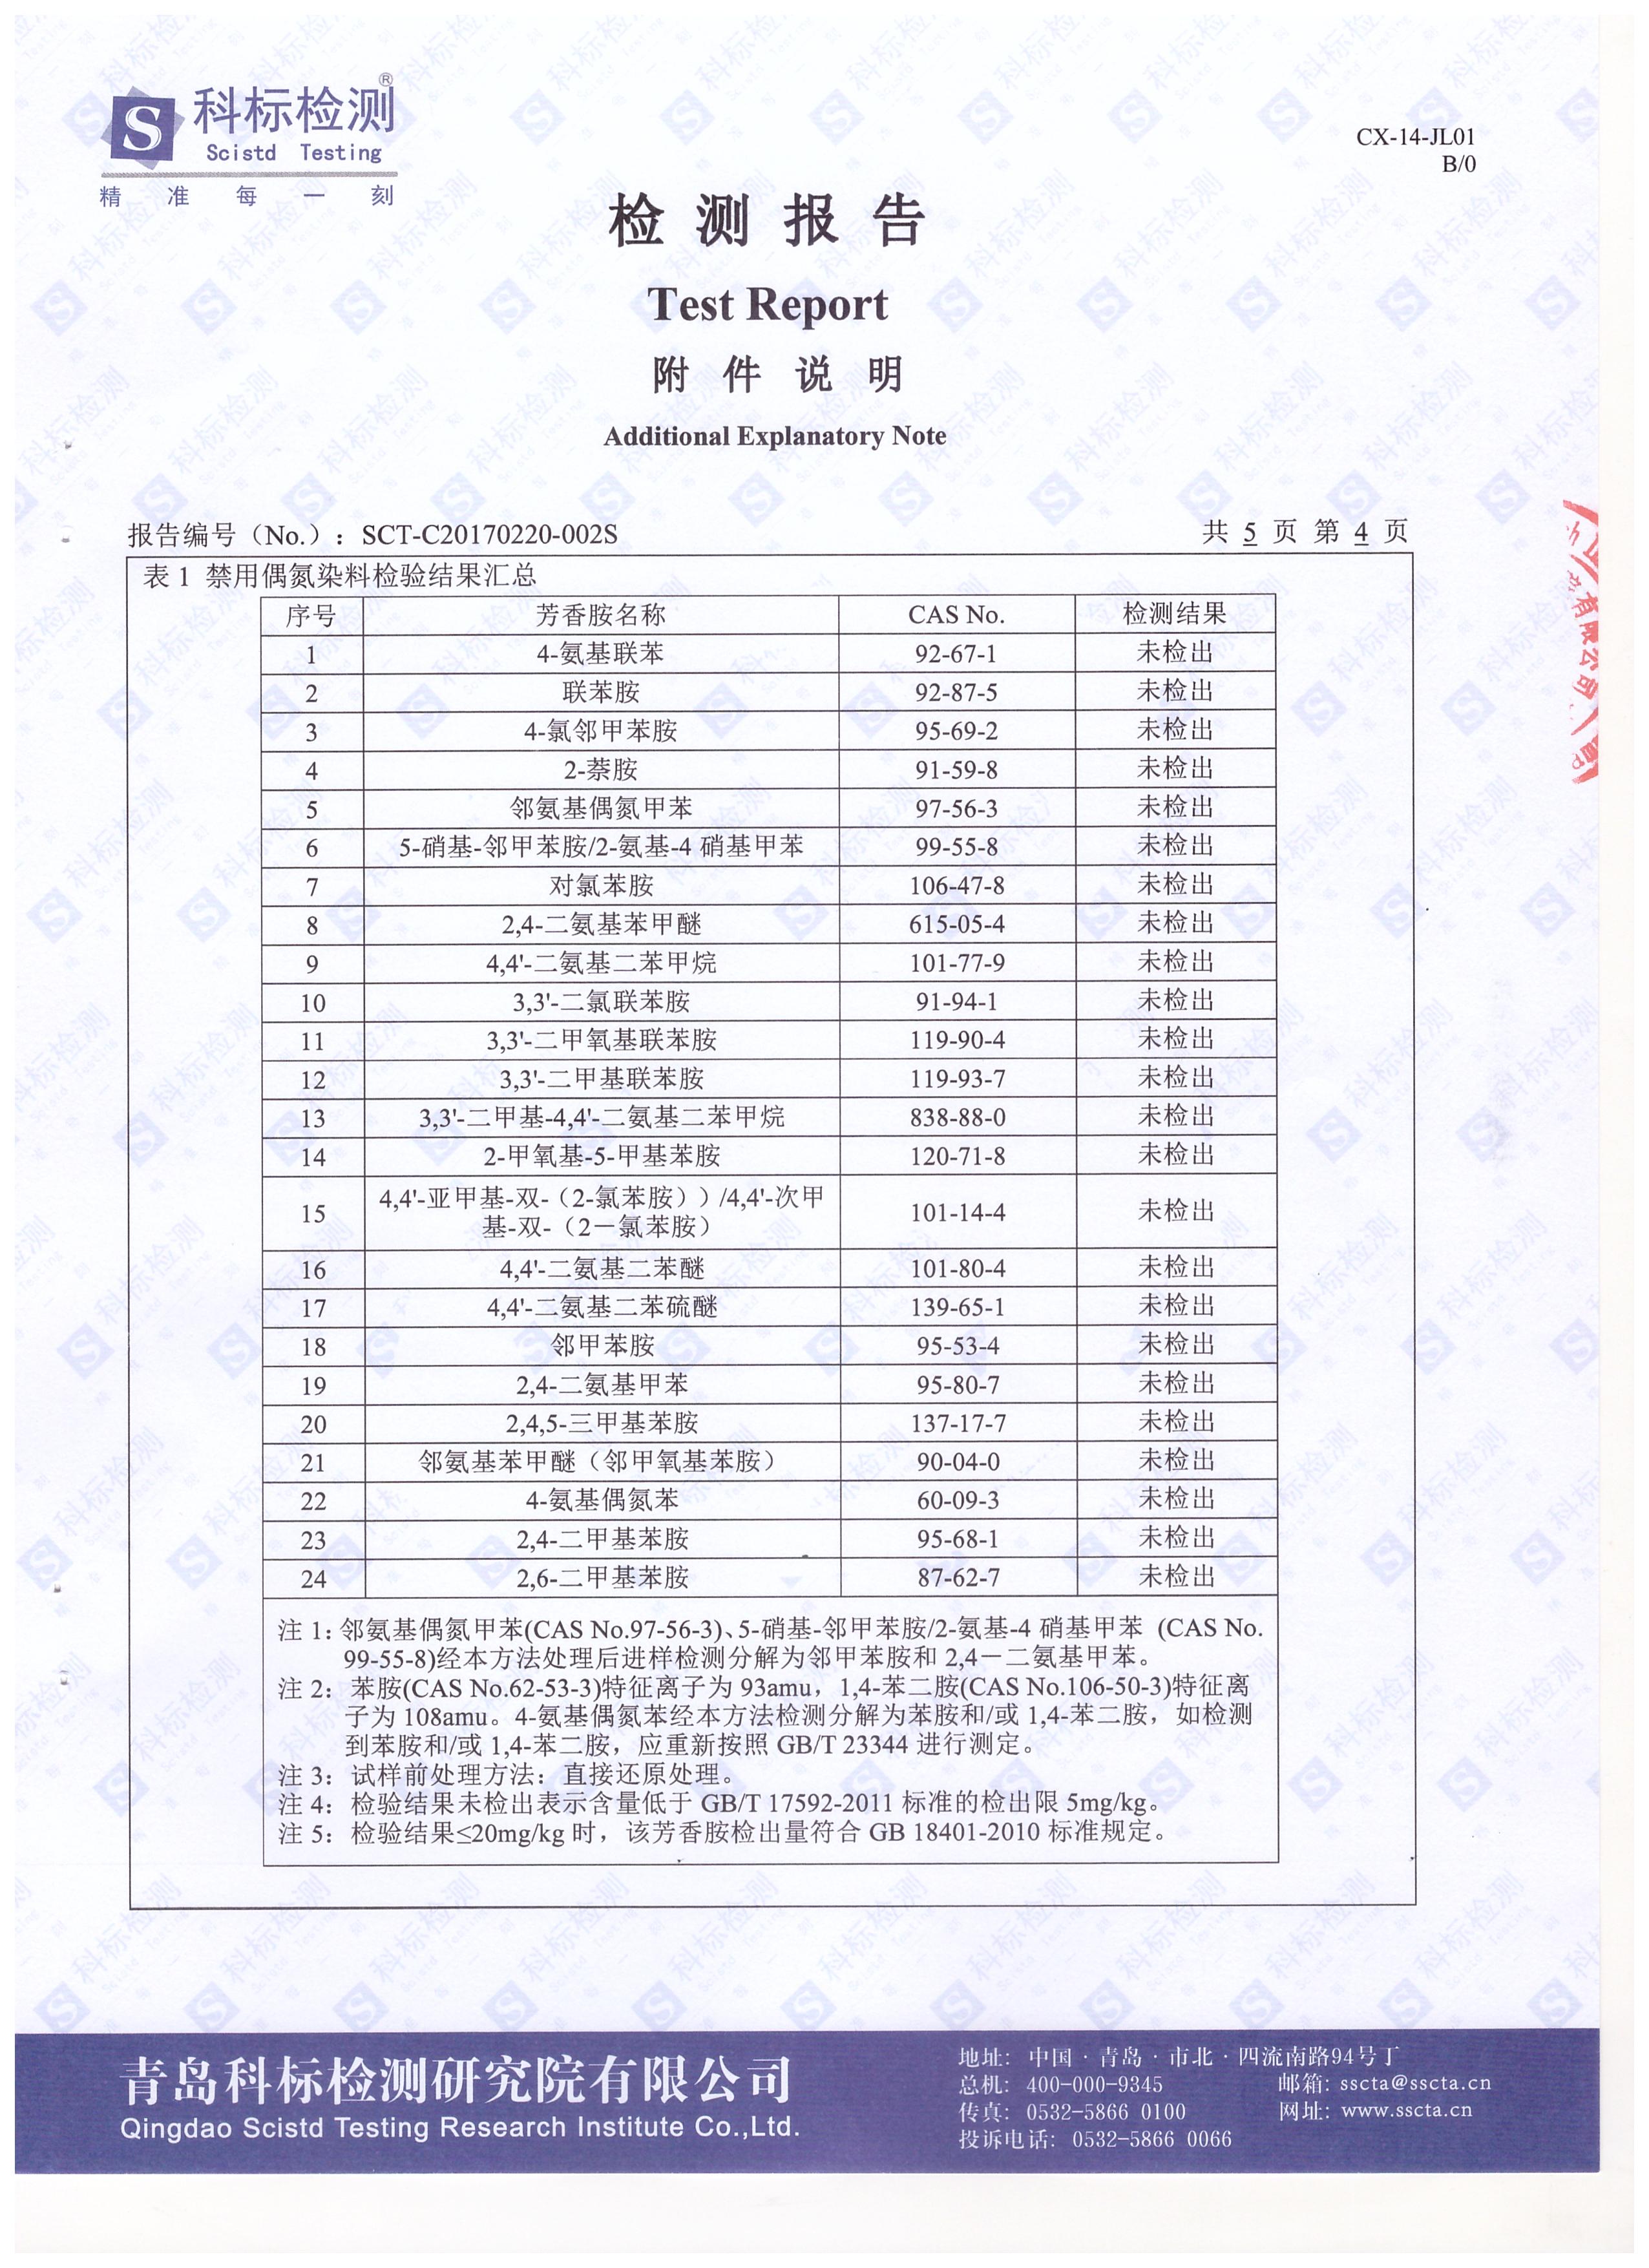 科标检测®
Scistd Testing
精准每一刻
CX-14-JL01
B/0
检测报告
Test Report
附件说明
Additional Explanatory Note
报告编号（No.）：SCT-C20170220-002S 共 5 页 第 4 页
表 1 禁用偶氮染料检验结果汇总
序号 芳香胺名称 CAS No. 检测结果
1 4-氨基联苯 92-67-1 未检出
2 联苯胺 92-87-5 未检出
3 4-氯邻甲苯胺 95-69-2 未检出
4 2-萘胺 91-59-8 未检出
5 邻氨基偶氮甲苯 97-56-3 未检出
6 5-硝基-邻甲苯胺/2-氨基-4 硝基甲苯 99-55-8 未检出
7 对氯苯胺 106-47-8 未检出
8 2,4-二氨基苯甲醚 615-05-4 未检出
9 4,4'-二氨基二苯甲烷 101-77-9 未检出
10 3,3'-二氯联苯胺 91-94-1 未检出
11 3,3'-二甲氧基联苯胺 119-90-4 未检出
12 3,3'-二甲基联苯胺 119-93-7 未检出
13 3,3'-二甲基-4,4'-二氨基二苯甲烷 838-88-0 未检出
14 2-甲氧基-5-甲基苯胺 120-71-8 未检出
15 4,4'-亚甲基-双-（2-氯苯胺））/4,4'-次甲
基-双-（2－氯苯胺） 101-14-4 未检出
16 4,4'-二氨基二苯醚 101-80-4 未检出
17 4,4'-二氨基二苯硫醚 139-65-1 未检出
18 邻甲苯胺 95-53-4 未检出
19 2,4-二氨基甲苯 95-80-7 未检出
20 2,4,5-三甲基苯胺 137-17-7 未检出
21 邻氨基苯甲醚（邻甲氧基苯胺） 90-04-0 未检出
22 4-氨基偶氮苯 60-09-3 未检出
23 2,4-二甲基苯胺 95-68-1 未检出
24 2,6-二甲基苯胺 87-62-7 未检出
注 1：邻氨基偶氮甲苯(CAS No.97-56-3)、5-硝基-邻甲苯胺/2-氨基-4 硝基甲苯 (CAS No.
99-55-8)经本方法处理后进样检测分解为邻甲苯胺和 2,4－二氨基甲苯。
注 2：苯胺(CAS No.62-53-3)特征离子为 93amu，1,4-苯二胺(CAS No.106-50-3)特征离
子为 108amu。4-氨基偶氮苯经本方法检测分解为苯胺和/或 1,4-苯二胺，如检测
到苯胺和/或 1,4-苯二胺，应重新按照 GB/T 23344 进行测定。
注 3：试样前处理方法：直接还原处理。
注 4：检验结果未检出表示含量低于 GB/T 17592-2011 标准的检出限 5mg/kg。
注 5：检验结果≤20mg/kg 时，该芳香胺检出量符合 GB 18401-2010 标准规定。
有限公司
青岛科标检测研究院有限公司
Qingdao Scistd Testing Research Institute Co.,Ltd.
地址：中国 · 青岛 · 市北 · 四流南路94号丁
总机：400-000-9345 邮箱：sscta@sscta.cn
传真：0532-5866 0100 网址：www.sscta.cn
投诉电话：0532-5866 0066